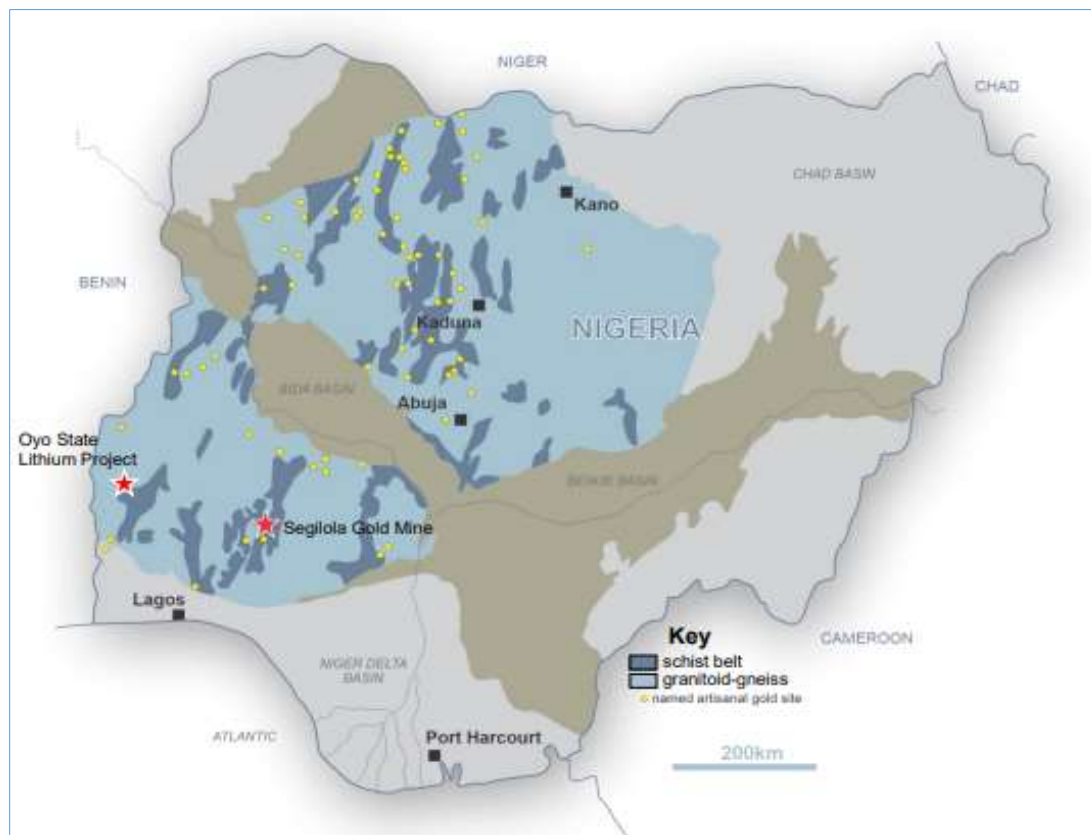 NIGER
CHAD
CHAD BASIN
Kano
BENIN
Kaduna
NIGERIA
BIDA BASIN
Abuja
Oyo State
Lithium Project
BENUE BASIN
Segilola Gold Mine
Lagos
Key
schist belt
granitoid-gneiss
named artisanal gold site
CAMEROON
NIGER DELTA
BASIN
ATLANTIC
Port Harcourt
200km